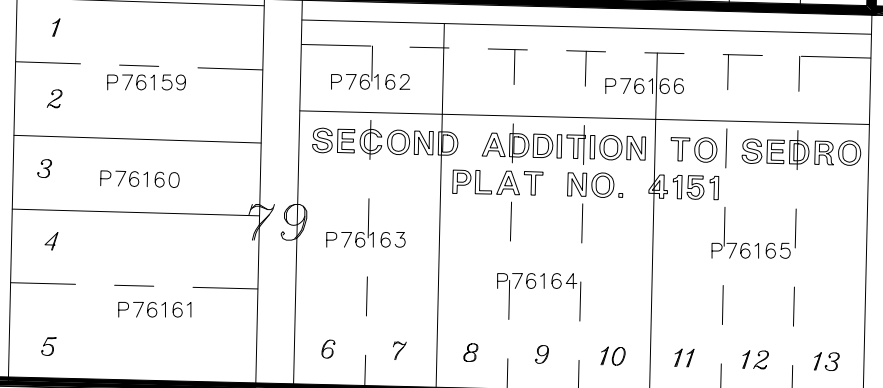 1
P76159
2
3
P76160
4
P76161
5
79
P76162
P76166
SECOND ADDITION TO SEDRO
PLAT NO. 4151
P76163
P76164
P76165
6 7 8 9 10 11 12 13